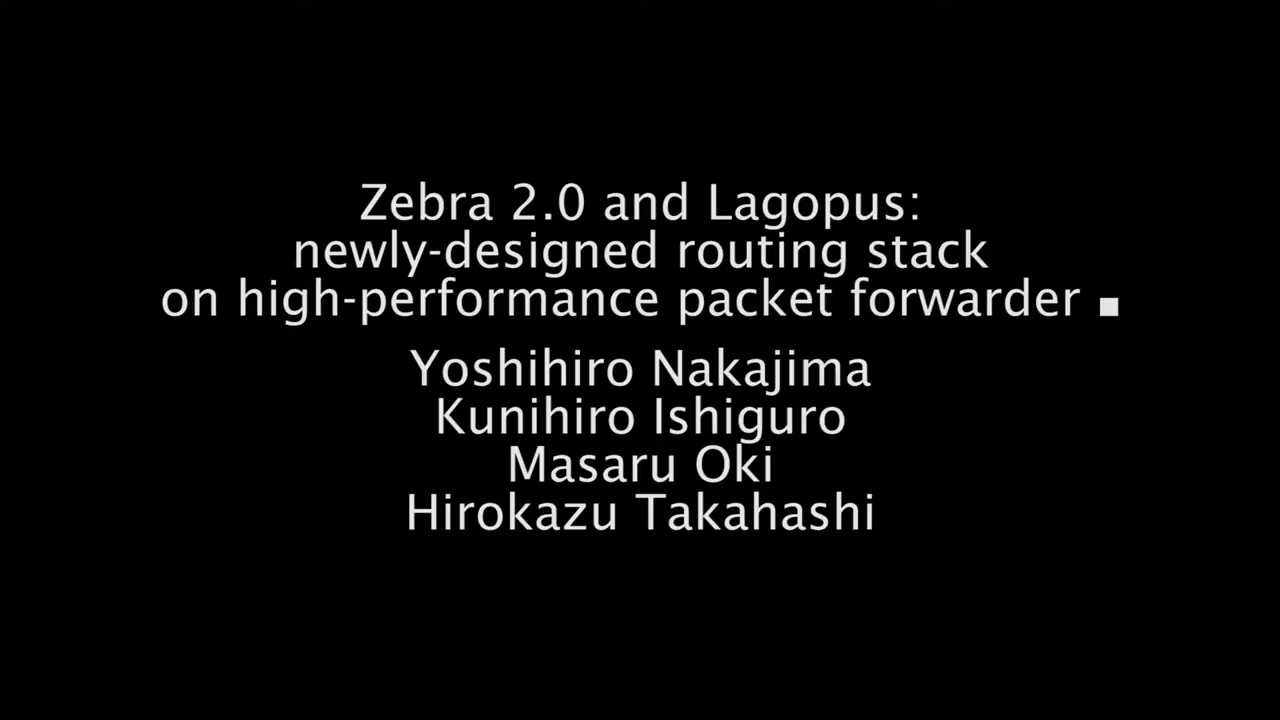 Zebra 2.0 and Lagopus:
newly-designed routing stack
on high-performance packet forwarder ■
Yoshihiro Nakajima
Kunihiro Ishiguro
Masaru Oki
Hirokazu Takahashi